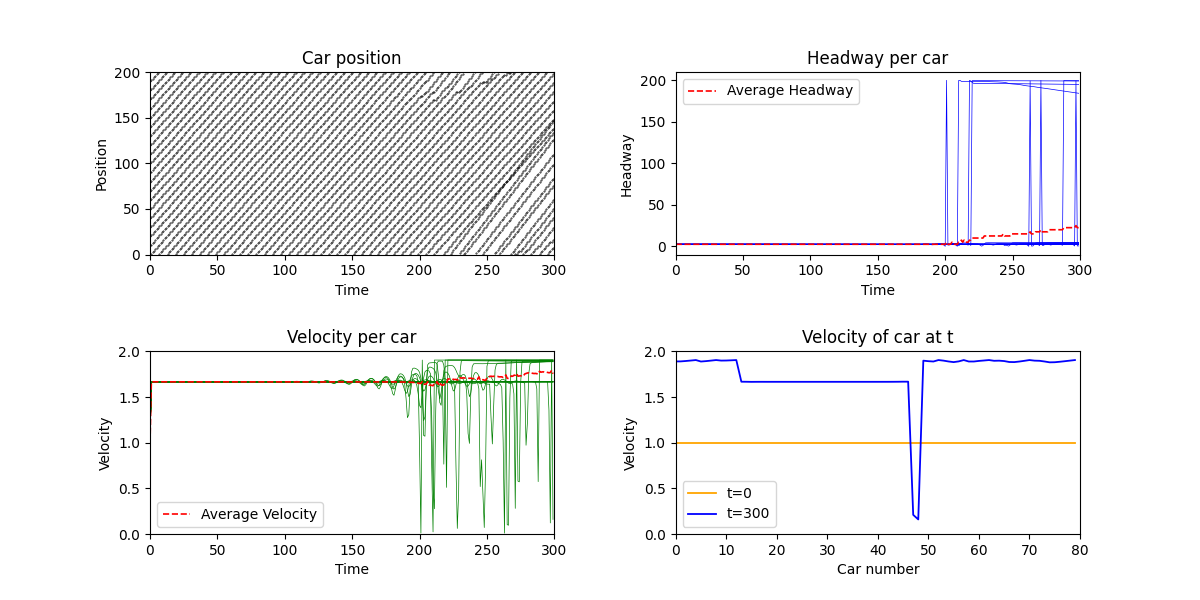 Car position
200
150
100
50
0
Position
0 50 100 150 200 250 300
Time
Headway per car
200
150
100
50
0
Headway
Average Headway
0 50 100 150 200 250 300
Time
Velocity per car
2.0
1.5
1.0
0.5
0.0
Velocity
Average Velocity
0 50 100 150 200 250 300
Time
Velocity of car at t
2.0
1.5
1.0
0.5
0.0
Velocity
t=0
t=300
0 10 20 30 40 50 60 70 80
Car number